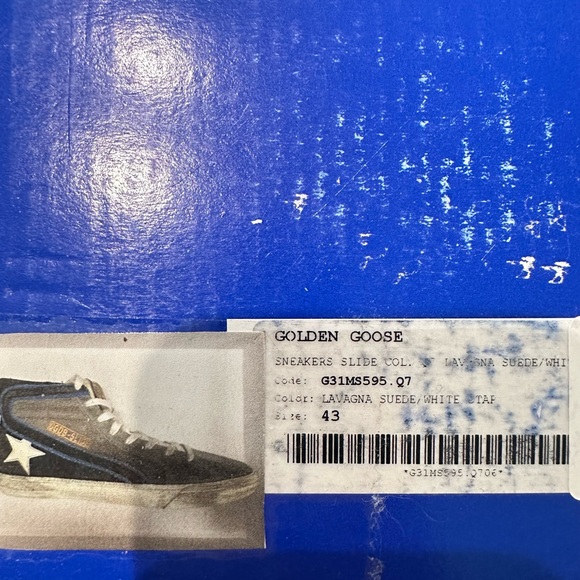 GOLDEN GOOSE
SNEAKERS SLIDE COL. LAVAGNA SUEDE/WHI
Code: G31MS595.Q7
Color: LAVAGNA SUEDE/WHITE STAR
Size: 43
*G31MS595.Q706*